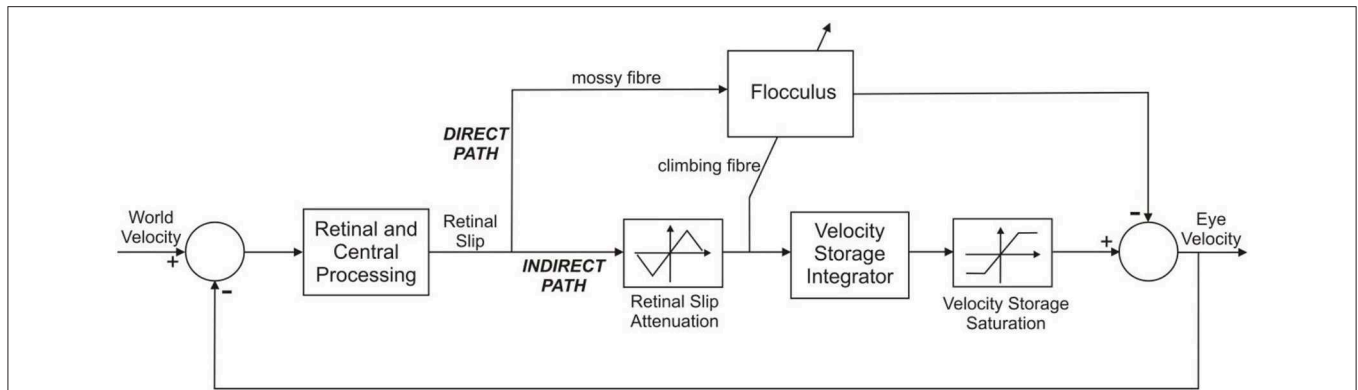 mossy fibre
Flocculus
DIRECT
PATH
climbing fibre
World
Velocity
+
-
Retinal and
Central
Processing
Retinal
Slip
INDIRECT
PATH
Retinal Slip
Attenuation
Velocity
Storage
Integrator
Velocity Storage
Saturation
+
-
Eye
Velocity